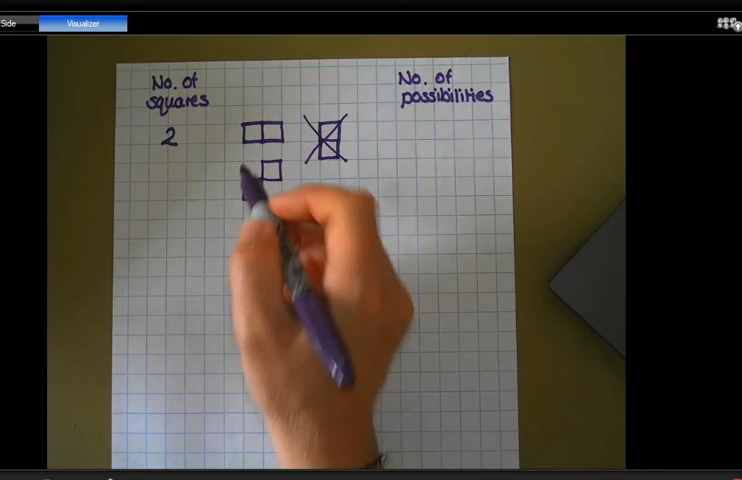 Side
Visualizer
No. of
squares
No. of
possibilities
2